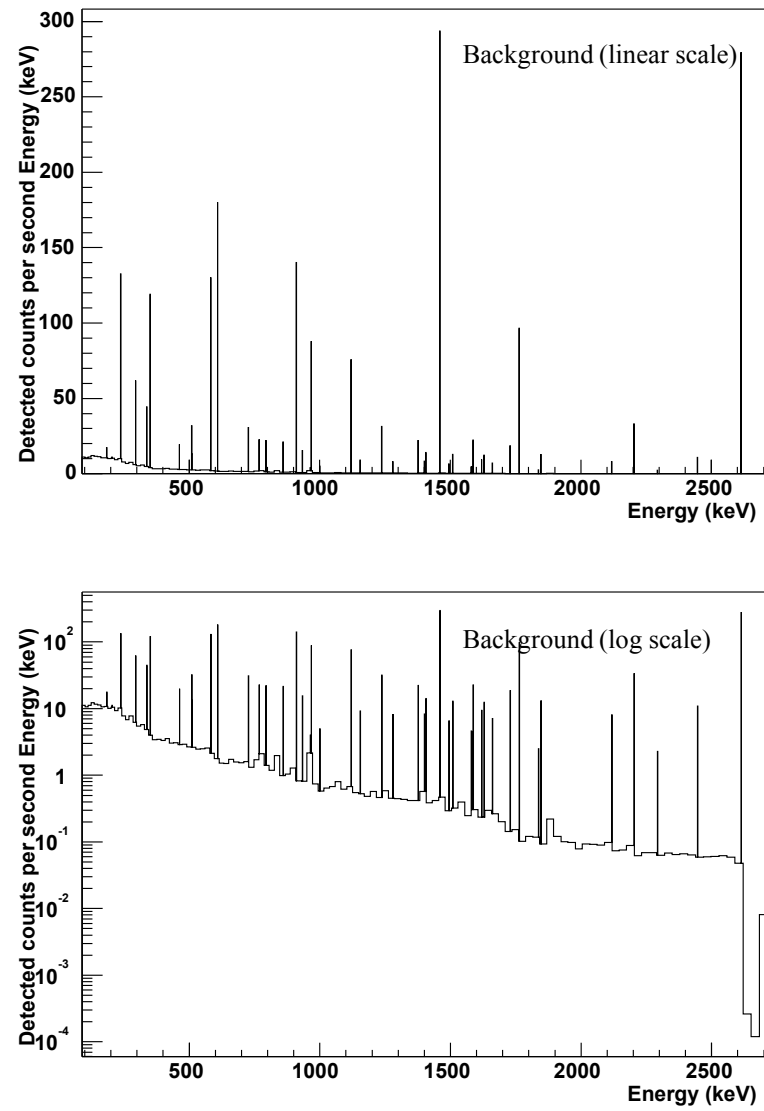 Detected counts per second Energy (keV)
300
250
200
150
100
50
0
Background (linear scale)
500 1000 1500 2000 2500
Energy (keV)
Detected counts per second Energy (keV)
10^2
10
1
10^-1
10^-2
10^-3
10^-4
Background (log scale)
500 1000 1500 2000 2500
Energy (keV)